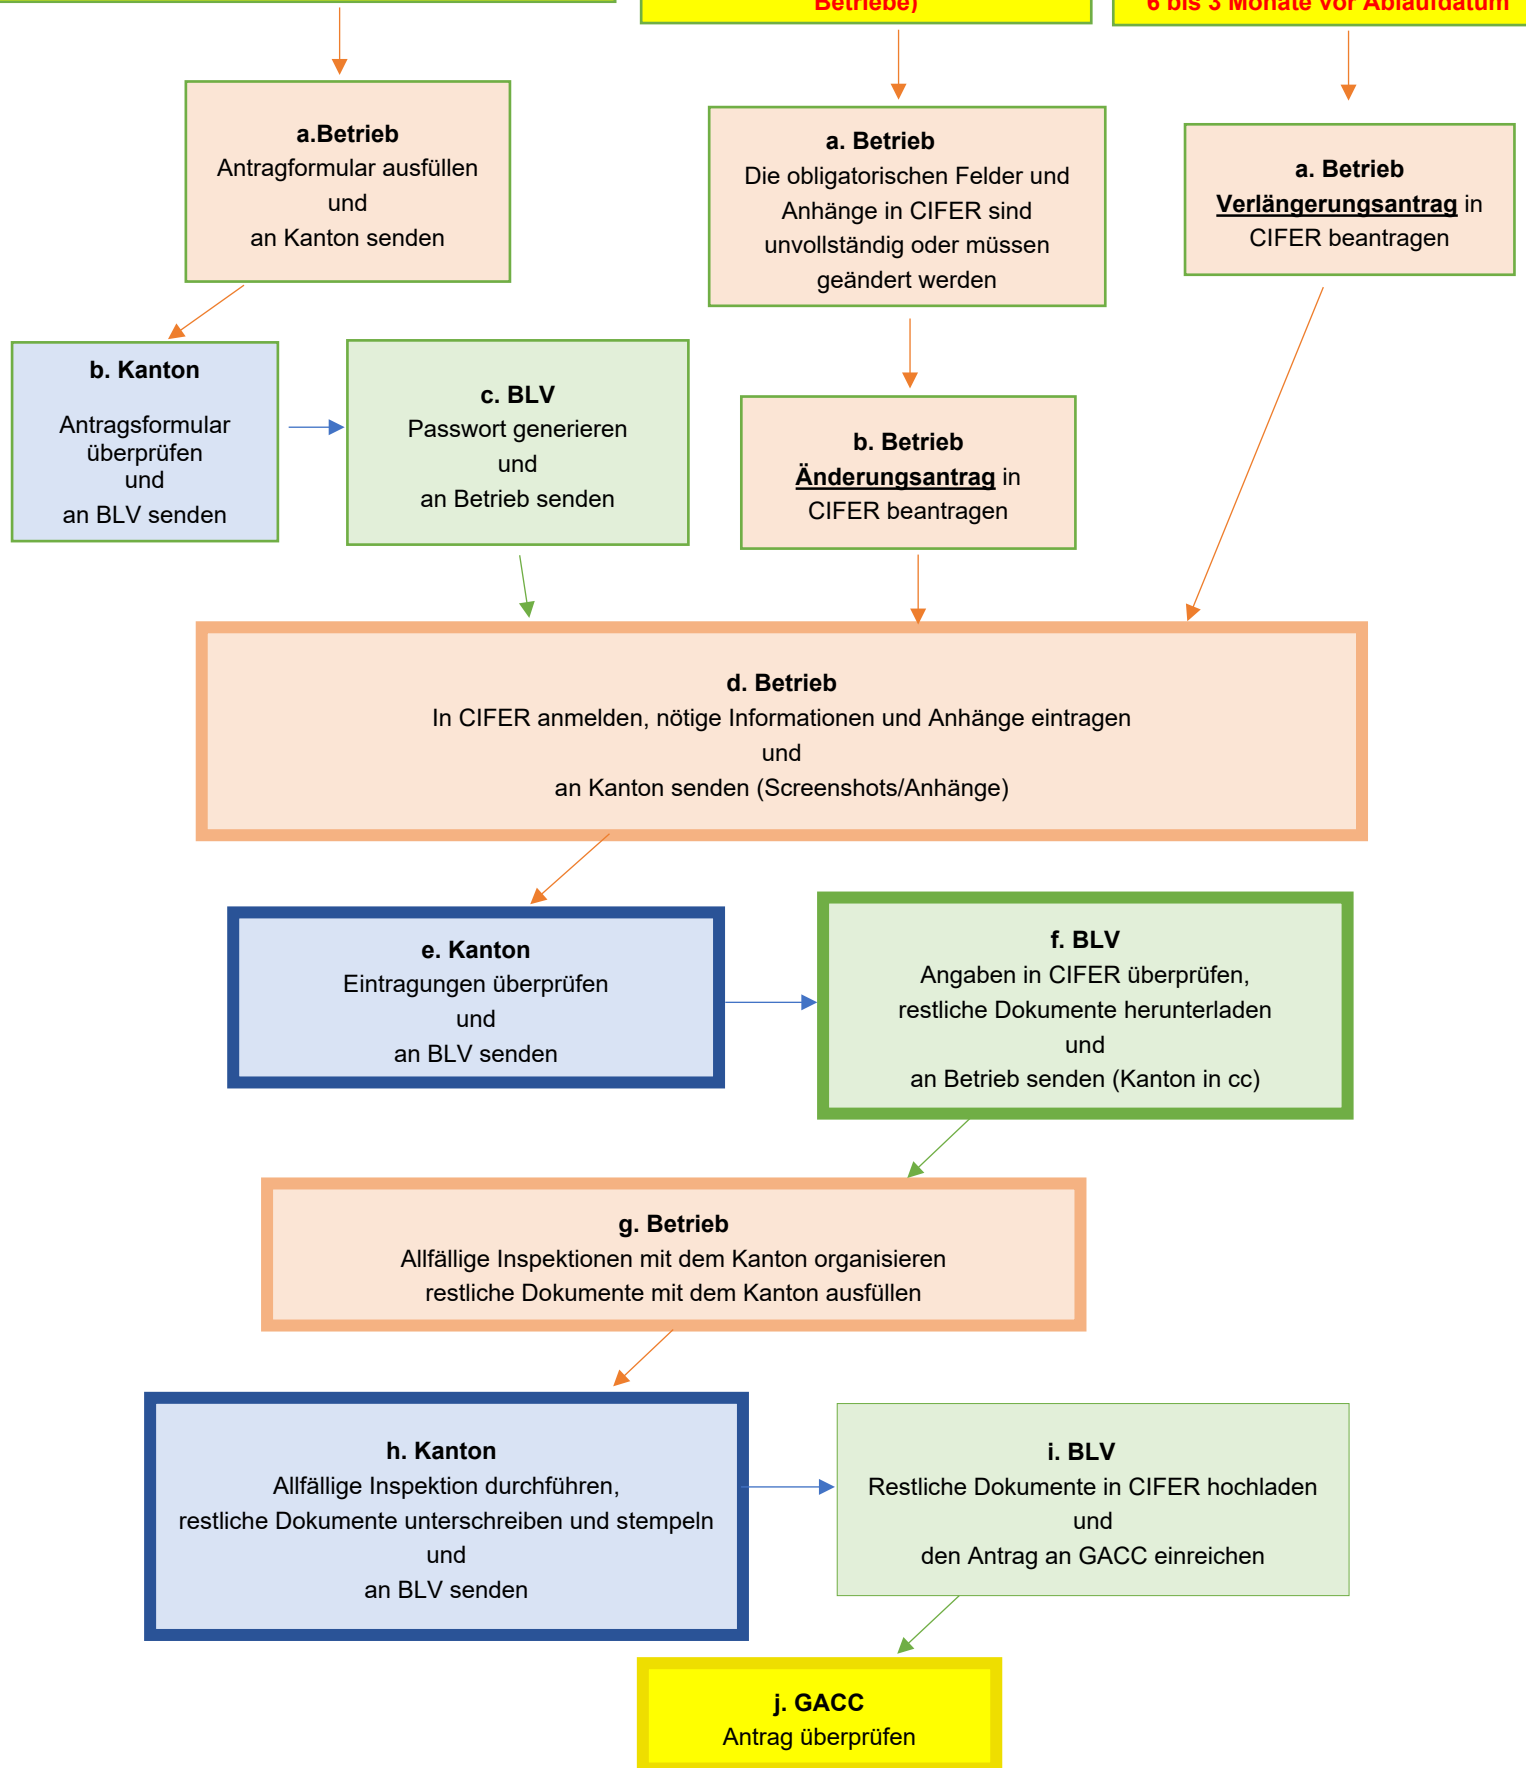 Betriebe)
6 bis 3 Monate vor Ablaufdatum
a.Betrieb
Antragformular ausfüllen
und
an Kanton senden
a. Betrieb
Die obligatorischen Felder und
Anhänge in CIFER sind
unvollständig oder müssen
geändert werden
a. Betrieb
Verlängerungsantrag in
CIFER beantragen
b. Kanton
Antragsformular
überprüfen
und
an BLV senden
c. BLV
Passwort generieren
und
an Betrieb senden
b. Betrieb
Änderungsantrag in
CIFER beantragen
d. Betrieb
In CIFER anmelden, nötige Informationen und Anhänge eintragen
und
an Kanton senden (Screenshots/Anhänge)
e. Kanton
Eintragungen überprüfen
und
an BLV senden
f. BLV
Angaben in CIFER überprüfen,
restliche Dokumente herunterladen
und
an Betrieb senden (Kanton in cc)
g. Betrieb
Allfällige Inspektionen mit dem Kanton organisieren
restliche Dokumente mit dem Kanton ausfüllen
h. Kanton
Allfällige Inspektion durchführen,
restliche Dokumente unterschreiben und stempeln
und
an BLV senden
i. BLV
Restliche Dokumente in CIFER hochladen
und
den Antrag an GACC einreichen
j. GACC
Antrag überprüfen